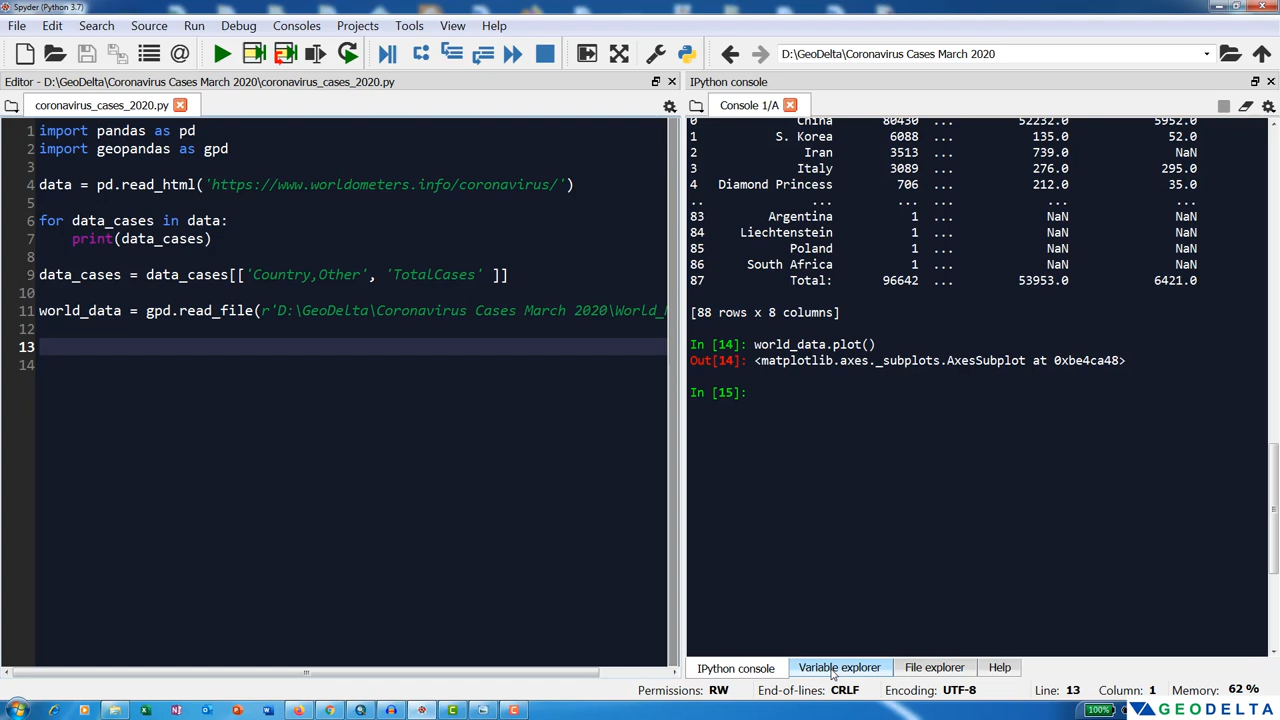 Spyder (Python 3.7)
File Edit Search Source Run Debug Consoles Projects Tools View Help
D:\GeoDelta\Coronavirus Cases March 2020
Editor - D:\GeoDelta\Coronavirus Cases March 2020\coronavirus_cases_2020.py
IPython console
coronavirus_cases_2020.py
Console 1/A
1 import pandas as pd
2 import geopandas as gpd
3
4 data = pd.read_html('https://www.worldometers.info/coronavirus/')
5
6 for data_cases in data:
7 print(data_cases)
8
9 data_cases = data_cases[['Country,Other', 'TotalCases' ]]
10
11 world_data = gpd.read_file(r'D:\GeoDelta\Coronavirus Cases March 2020\World_
12
13
14
0 China 80430 ... 52232.0 5952.0
1 S. Korea 6088 ... 135.0 52.0
2 Iran 3513 ... 739.0 NaN
3 Italy 3089 ... 276.0 295.0
4 Diamond Princess 706 ... 212.0 35.0
.. ... ... ... ... ...
83 Argentina 1 ... NaN NaN
84 Liechtenstein 1 ... NaN NaN
85 Poland 1 ... NaN NaN
86 South Africa 1 ... NaN NaN
87 Total: 96642 ... 53953.0 6421.0
[88 rows x 8 columns]
In [14]: world_data.plot()
Out[14]: <matplotlib.axes._subplots.AxesSubplot at 0xbe4ca48>
In [15]:
IPython console Variable explorer File explorer Help
Permissions: RW End-of-lines: CRLF Encoding: UTF-8 Line: 13 Column: 1 Memory: 62 %
100%
GEODELTA